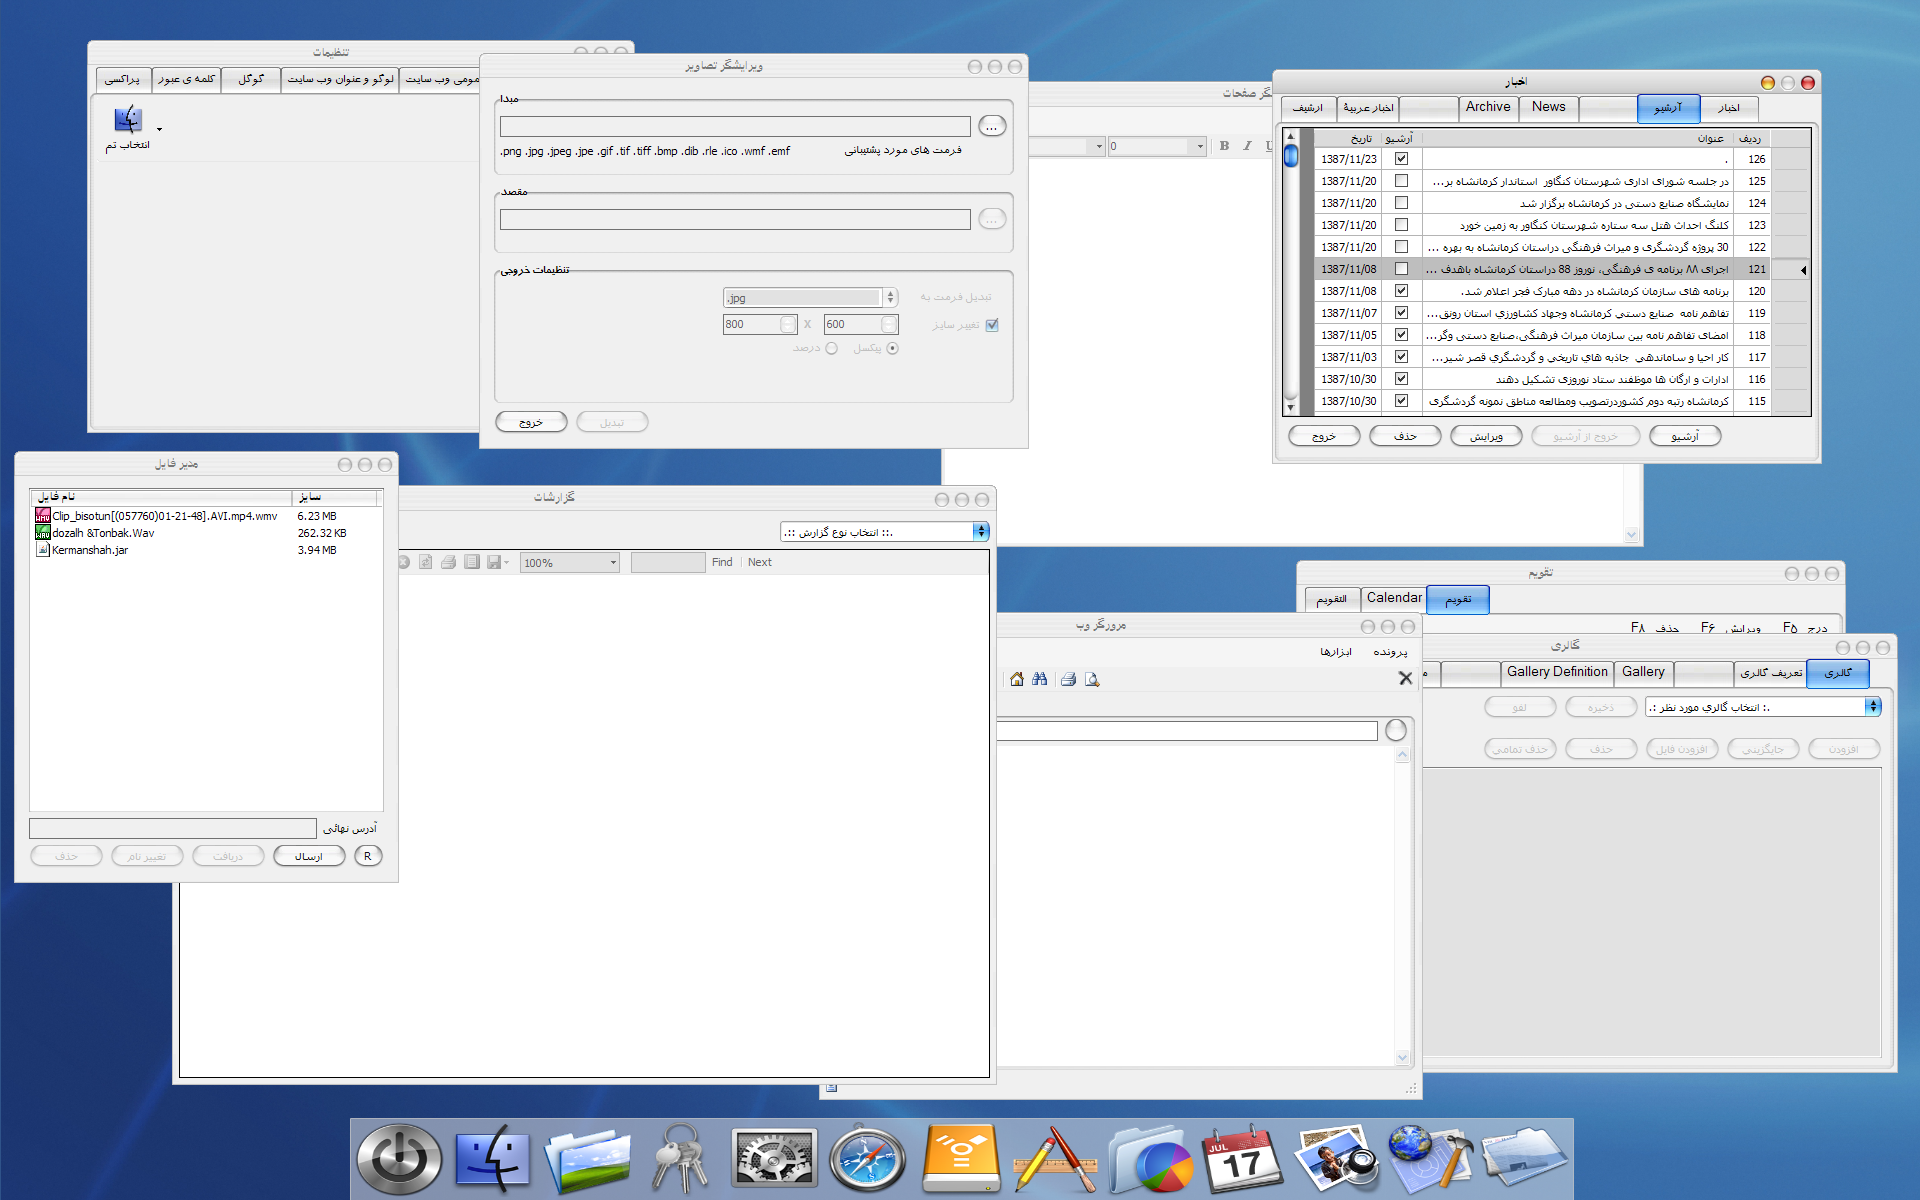 تنظیمات
پراکسی
کلمه ی عبور
گوگل
لوگو و عنوان وب سایت
مومی وب سایت
انتخاب تم
ویرایشگر تصاویر
مبدا
...
.png .jpg .jpeg .jpe .gif .tif .tiff .bmp .dib .rle .ico .wmf .emf
فرمت های مورد پشتیبانی
مقصد
...
تنظیمات خروجی
تبدیل فرمت به
.jpg
تغییر سایز
800 X 600
پیکسل
درصد
خروج
تبدیل
گر صفحات
0
B I U
اخبار
اخبار
آرشیو
News
Archive
اخبار عربیة
ارشیف
ردیف
عنوان
آرشیو
تاریخ
126 . 1387/11/23
125 در جلسه شورای اداری شهرستان کنگاور استاندار کرمانشاه بر... 1387/11/20
124 نمایشگاه صنایع دستی در کرمانشاه برگزار شد 1387/11/20
123 کلنگ احداث هتل سه ستاره شهرستان کنگاور به زمین خورد 1387/11/20
122 30 پروژه گردشگری و میراث فرهنگی دراستان کرمانشاه به بهره ... 1387/11/20
121 اجرای ۸۸ برنامه ی فرهنگی، نوروز 88 دراستان کرمانشاه باهدف ... 1387/11/08
120 برنامه های سازمان کرمانشاه در دهه مبارک فجر اعلام شد. 1387/11/08
119 تفاهم نامه صنایع دستی کرمانشاه وجهاد کشاورزي استان رونق... 1387/11/07
118 امضای تفاهم نامه بین سازمان میراث فرهنگی،صنایع دستی وگر... 1387/11/05
117 کار احیا و ساماندهي جاذبه هاي تاریخي و گردشگري قصر شیر... 1387/11/03
116 ادارات و ارگان ها موظفند ستاد نوروزی تشکیل دهند 1387/10/30
115 کرمانشاه رتبه دوم کشوردرتصویب ومطالعه مناطق نمونه گردشگری 1387/10/30
آرشیو
خروج از آرشیو
ویرایش
حذف
خروج
مدیر فایل
نام فایل
سایز
Clip_bisotun[(057760)01-21-48].AVI.mp4.wmv 6.23 MB
dozalh &Tonbak.Wav 262.32 KB
Kermanshah.jar 3.94 MB
آدرس نهائی
حذف
تغییر نام
دریافت
ارسال
R
گزارشات
.:: انتخاب نوع گزارش ::.
100%
Find
Next
مرورگر وب
پرونده
ابزارها
تقویم
تقویم
Calendar
التقویم
درج F۵
ویرایش F۶
حذف F۸
گالری
گالری
تعریف گالری
Gallery
Gallery Definition
.: انتخاب گالري مورد نظر :.
ذخیره
لغو
افزودن
جایگزینی
افزودن فایل
حذف
حذف تمامی
JUL
17